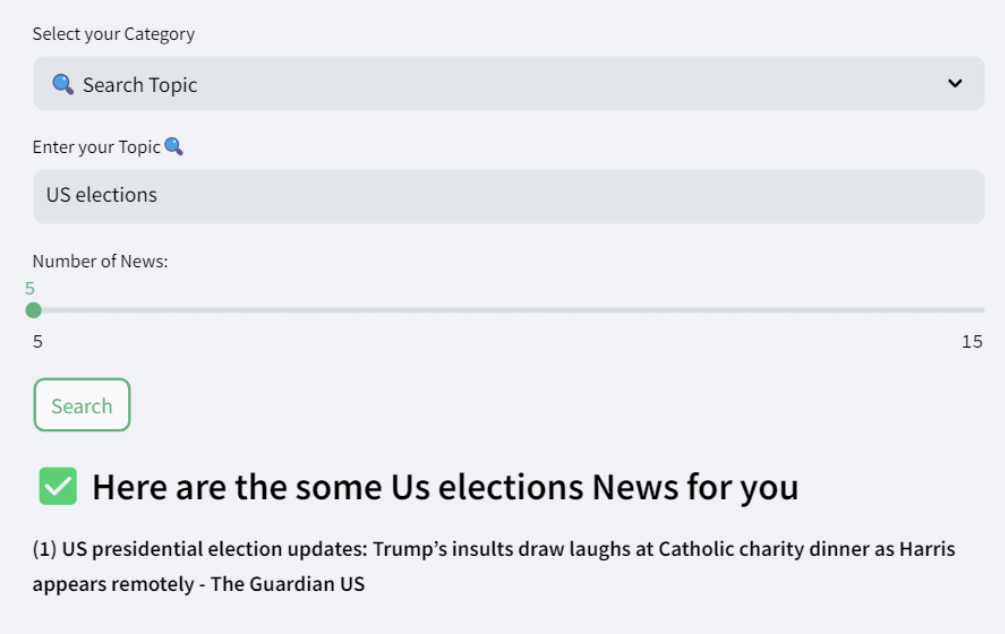 Select your Category
🔍 Search Topic
Enter your Topic🔍
US elections
Number of News:
5
5
15
Search
✅ Here are the some Us elections News for you
(1) US presidential election updates: Trump’s insults draw laughs at Catholic charity dinner as Harris
appears remotely - The Guardian US